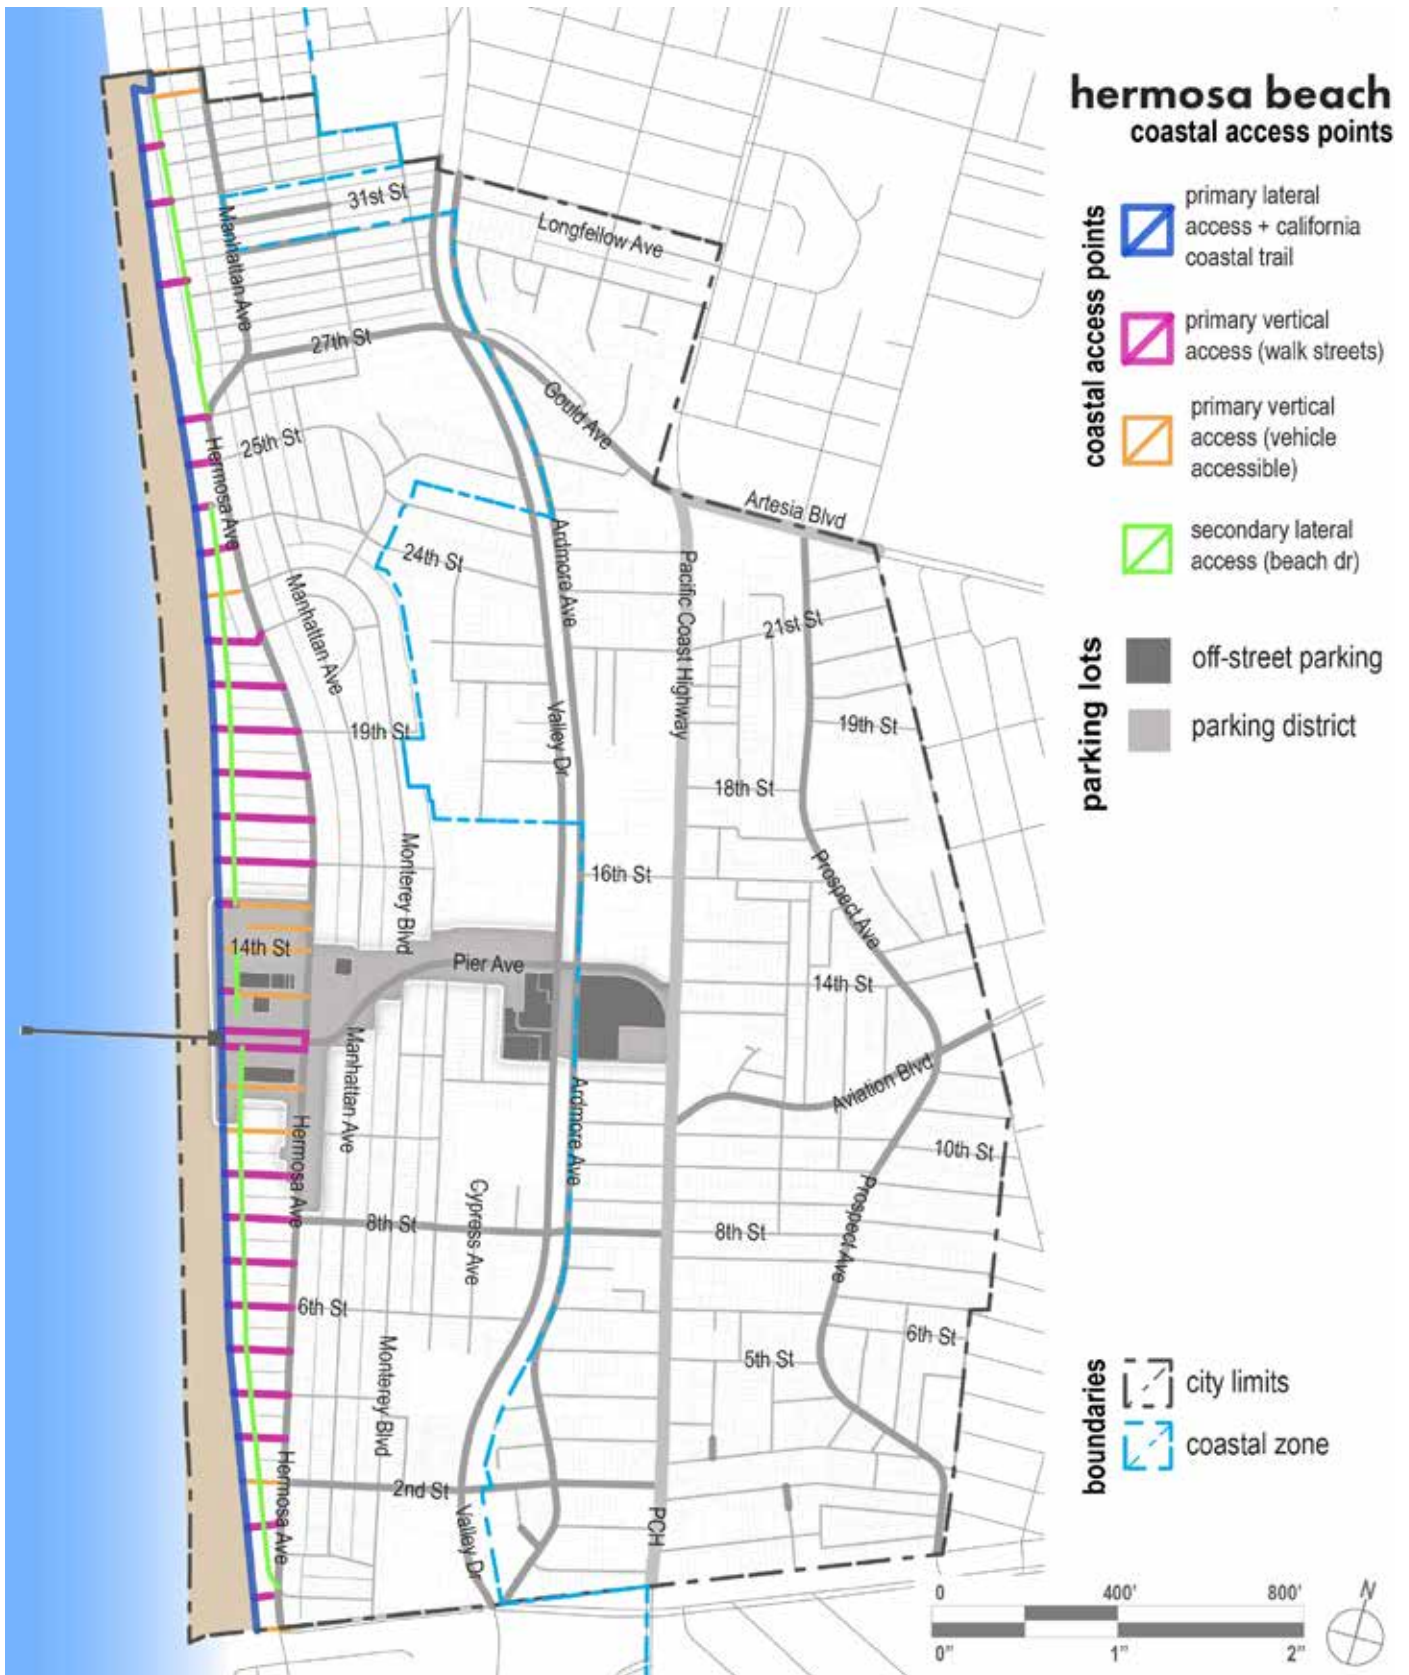 hermosa beach
coastal access points
coastal access points
primary lateral
access + california
coastal trail
primary vertical
access (walk streets)
primary vertical
access (vehicle
accessible)
secondary lateral
access (beach dr)
parking lots
off-street parking
parking district
boundaries
city limits
coastal zone
0
400'
800'
0"
1"
2"
N
31st St
Longfellow Ave
Manhattan Ave
27th St
Gould Ave
25th St
Hermosa Ave
Artesia Blvd
24th St
Ardmore Ave
Pacific Coast Highway
Manhattan Ave
21st St
19th St
Valley Dr
19th St
18th St
Monterey Blvd
16th St
Prospect Ave
14th St
Pier Ave
14th St
Manhattan Ave
Aviation Blvd
Ardmore Ave
Hermosa Ave
10th St
Cypress Ave
Prospect Ave
8th St
8th St
6th St
6th St
Monterey Blvd
5th St
Hermosa Ave
2nd St
Valley Dr
PCH